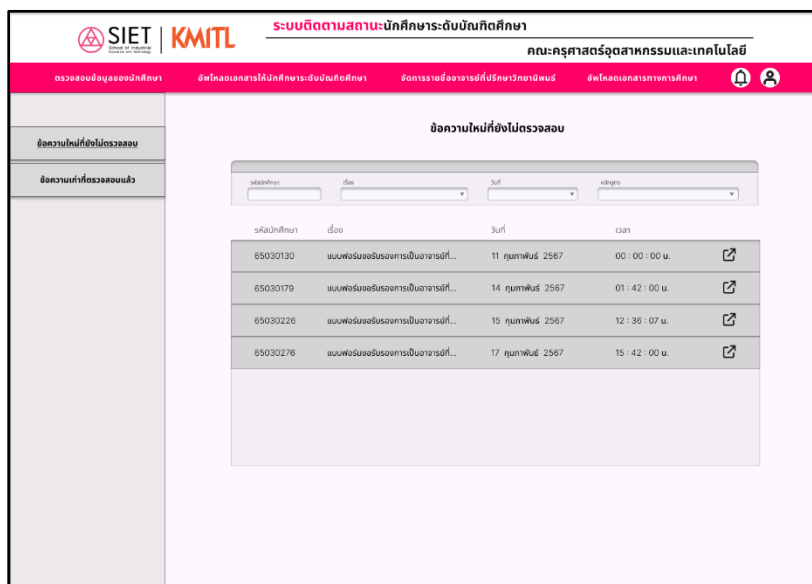 SIET
School of Industrial
Education and Technology
KMITL
ระบบติดตามสถานะนักศึกษาระดับบัณฑิตศึกษา
คณะครุศาสตร์อุตสาหกรรมและเทคโนโลยี
ตรวจสอบข้อมูลของนักศึกษา อัพโหลดเอกสารให้นักศึกษาระดับบัณฑิตศึกษา จัดการรายชื่ออาจารย์ที่ปรึกษาวิทยานิพนธ์ อัพโหลดเอกสารทางการศึกษา
ข้อความใหม่ที่ยังไม่ตรวจสอบ
ข้อความเก่าที่ตรวจสอบแล้ว
ข้อความใหม่ที่ยังไม่ตรวจสอบ
รหัสนักศึกษา เรื่อง วันที่ หลักสูตร
รหัสนักศึกษา เรื่อง วันที่ เวลา
65030130 แบบฟอร์มขอรับรองการเป็นอาจารย์ที่... 11 กุมภาพันธ์ 2567 00 : 00 : 00 น.
65030179 แบบฟอร์มขอรับรองการเป็นอาจารย์ที่... 14 กุมภาพันธ์ 2567 01 : 42 : 00 น.
65030226 แบบฟอร์มขอรับรองการเป็นอาจารย์ที่... 15 กุมภาพันธ์ 2567 12 : 36 : 07 น.
65030276 แบบฟอร์มขอรับรองการเป็นอาจารย์ที่... 17 กุมภาพันธ์ 2567 15 : 42 : 00 น.